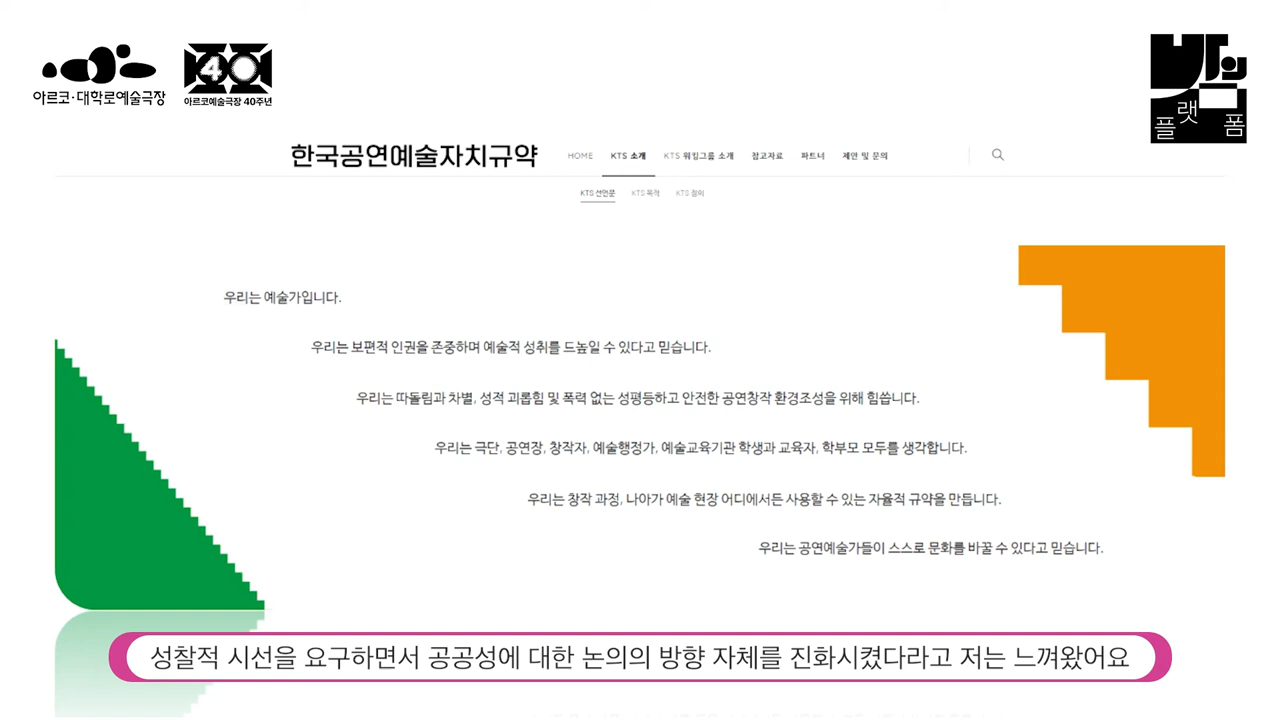 아르코·대학로예술극장
40
아르코예술극장 40주년
밤의
플랫폼
한국공연예술자치규약
HOME KTS 소개 KTS 워킹그룹 소개 참고자료 파트너 제안 및 문의
KTS 선언문 KTS 목적 KTS 정의
우리는 예술가입니다.
우리는 보편적 인권을 존중하며 예술적 성취를 드높일 수 있다고 믿습니다.
우리는 따돌림과 차별, 성적 괴롭힘 및 폭력 없는 성평등하고 안전한 공연창작 환경조성을 위해 힘씁니다.
우리는 극단, 공연장, 창작자, 예술행정가, 예술교육기관 학생과 교육자, 학부모 모두를 생각합니다.
우리는 창작 과정, 나아가 예술 현장 어디에서든 사용할 수 있는 자율적 규약을 만듭니다.
우리는 공연예술가들이 스스로 문화를 바꿀 수 있다고 믿습니다.
성찰적 시선을 요구하면서 공공성에 대한 논의의 방향 자체를 진화시켰다라고 저는 느껴왔어요